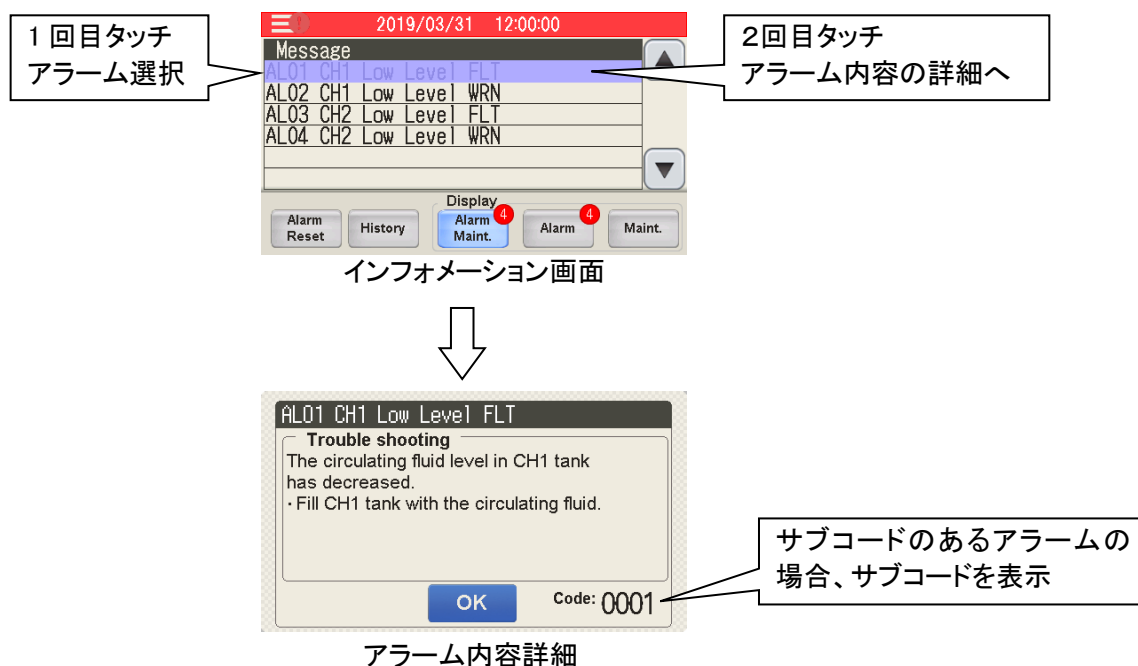 1回目タッチ
アラーム選択
2019/03/31 12:00:00
2回目タッチ
アラーム内容の詳細へ
Message
AL01 CH1 Low Level FLT
AL02 CH1 Low Level WRN
AL03 CH2 Low Level FLT
AL04 CH2 Low Level WRN
Display
Alarm Reset
History
Alarm Maint.
4
Alarm
4
Maint.
インフォメーション画面
AL01 CH1 Low Level FLT
Trouble shooting
The circulating fluid level in CH1 tank
has decreased.
・Fill CH1 tank with the circulating fluid.
OK
Code: 0001
サブコードのあるアラームの
場合、サブコードを表示
アラーム内容詳細